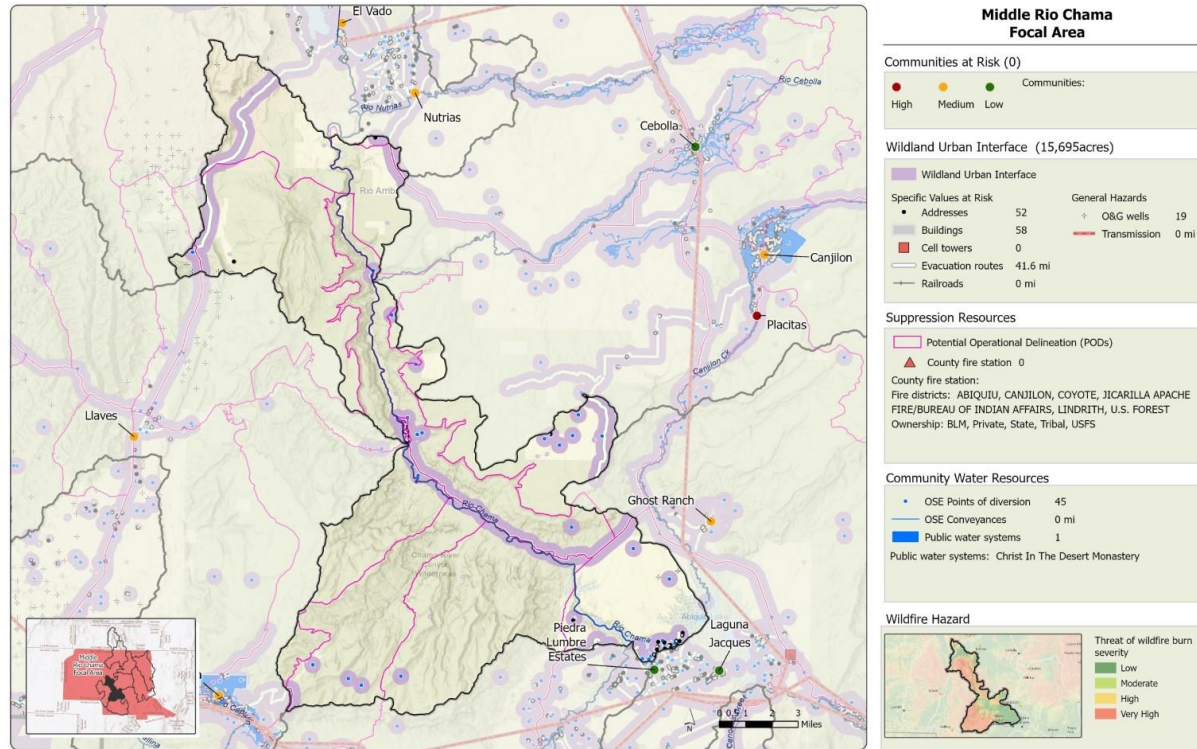 El Vado
Rio Nutrias
Nutrias
Rio Cebolla
Cebolla
Canjilon
Placitas
Canjilon Ck
Llaves
Rio Chama
Ghost Ranch
Chama River
Canyon
Wilderness
Piedra
Lumbre
Estates
Rio Chama
Laguna
Jacques
Middle
Rio Chama
Focal Area
0 0.5 1 2 3
Miles
Middle Rio Chama
Focal Area
Communities at Risk (0)
Communities:
High Medium Low
Wildland Urban Interface (15,695acres)
Wildland Urban Interface
Specific Values at Risk
Addresses 52
Buildings 58
Cell towers 0
Evacuation routes 41.6 mi
Railroads 0 mi
General Hazards
O&G wells 19
Transmission 0 mi
Suppression Resources
Potential Operational Delineation (PODs)
County fire station 0
County fire station:
Fire districts: ABIQUIU, CANJILON, COYOTE, JICARILLA APACHE
FIRE/BUREAU OF INDIAN AFFAIRS, LINDRITH, U.S. FOREST
Ownership: BLM, Private, State, Tribal, USFS
Community Water Resources
OSE Points of diversion 45
OSE Conveyances 0 mi
Public water systems 1
Public water systems: Christ In The Desert Monastery
Wildfire Hazard
Threat of wildfire burn
severity
Low
Moderate
High
Very High